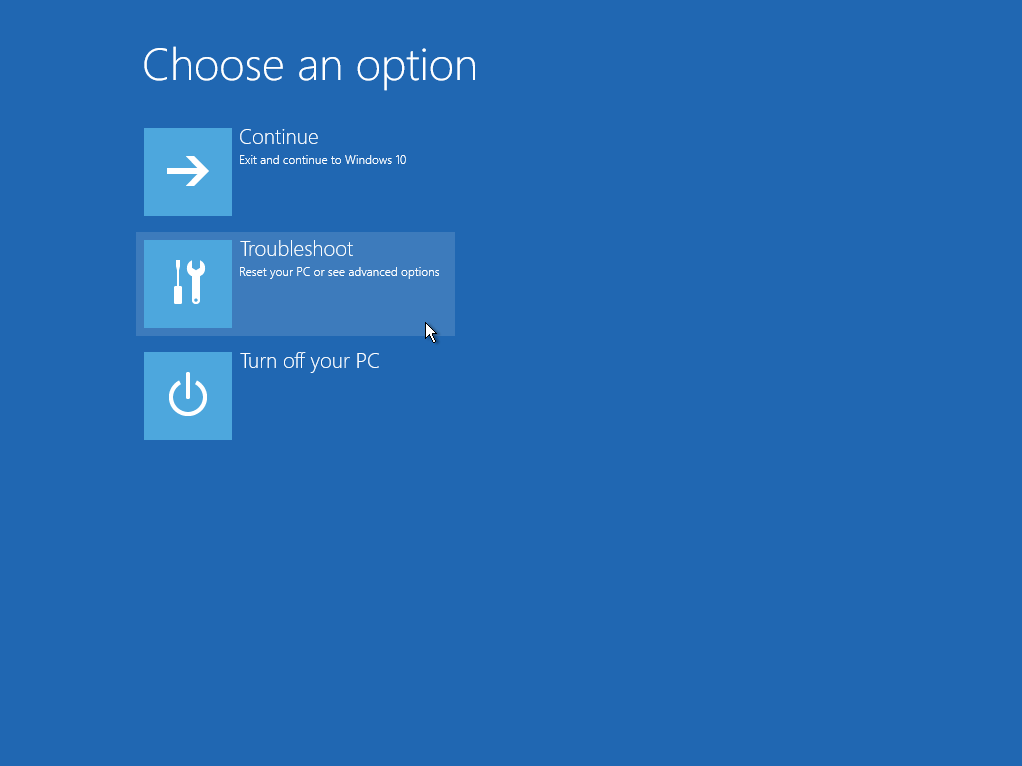 Choose an option
Continue
Exit and continue to Windows 10
Troubleshoot
Reset your PC or see advanced options
Turn off your PC